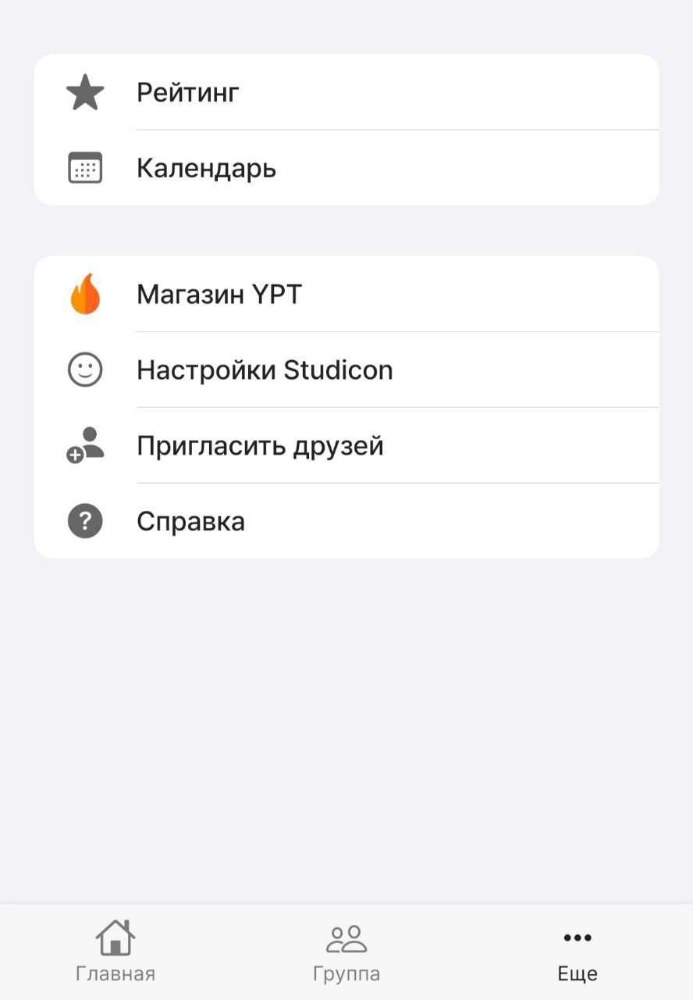 Рейтинг
Календарь
Магазин YPT
Настройки Studicon
Пригласить друзей
Справка
Главная
Группа
Еще